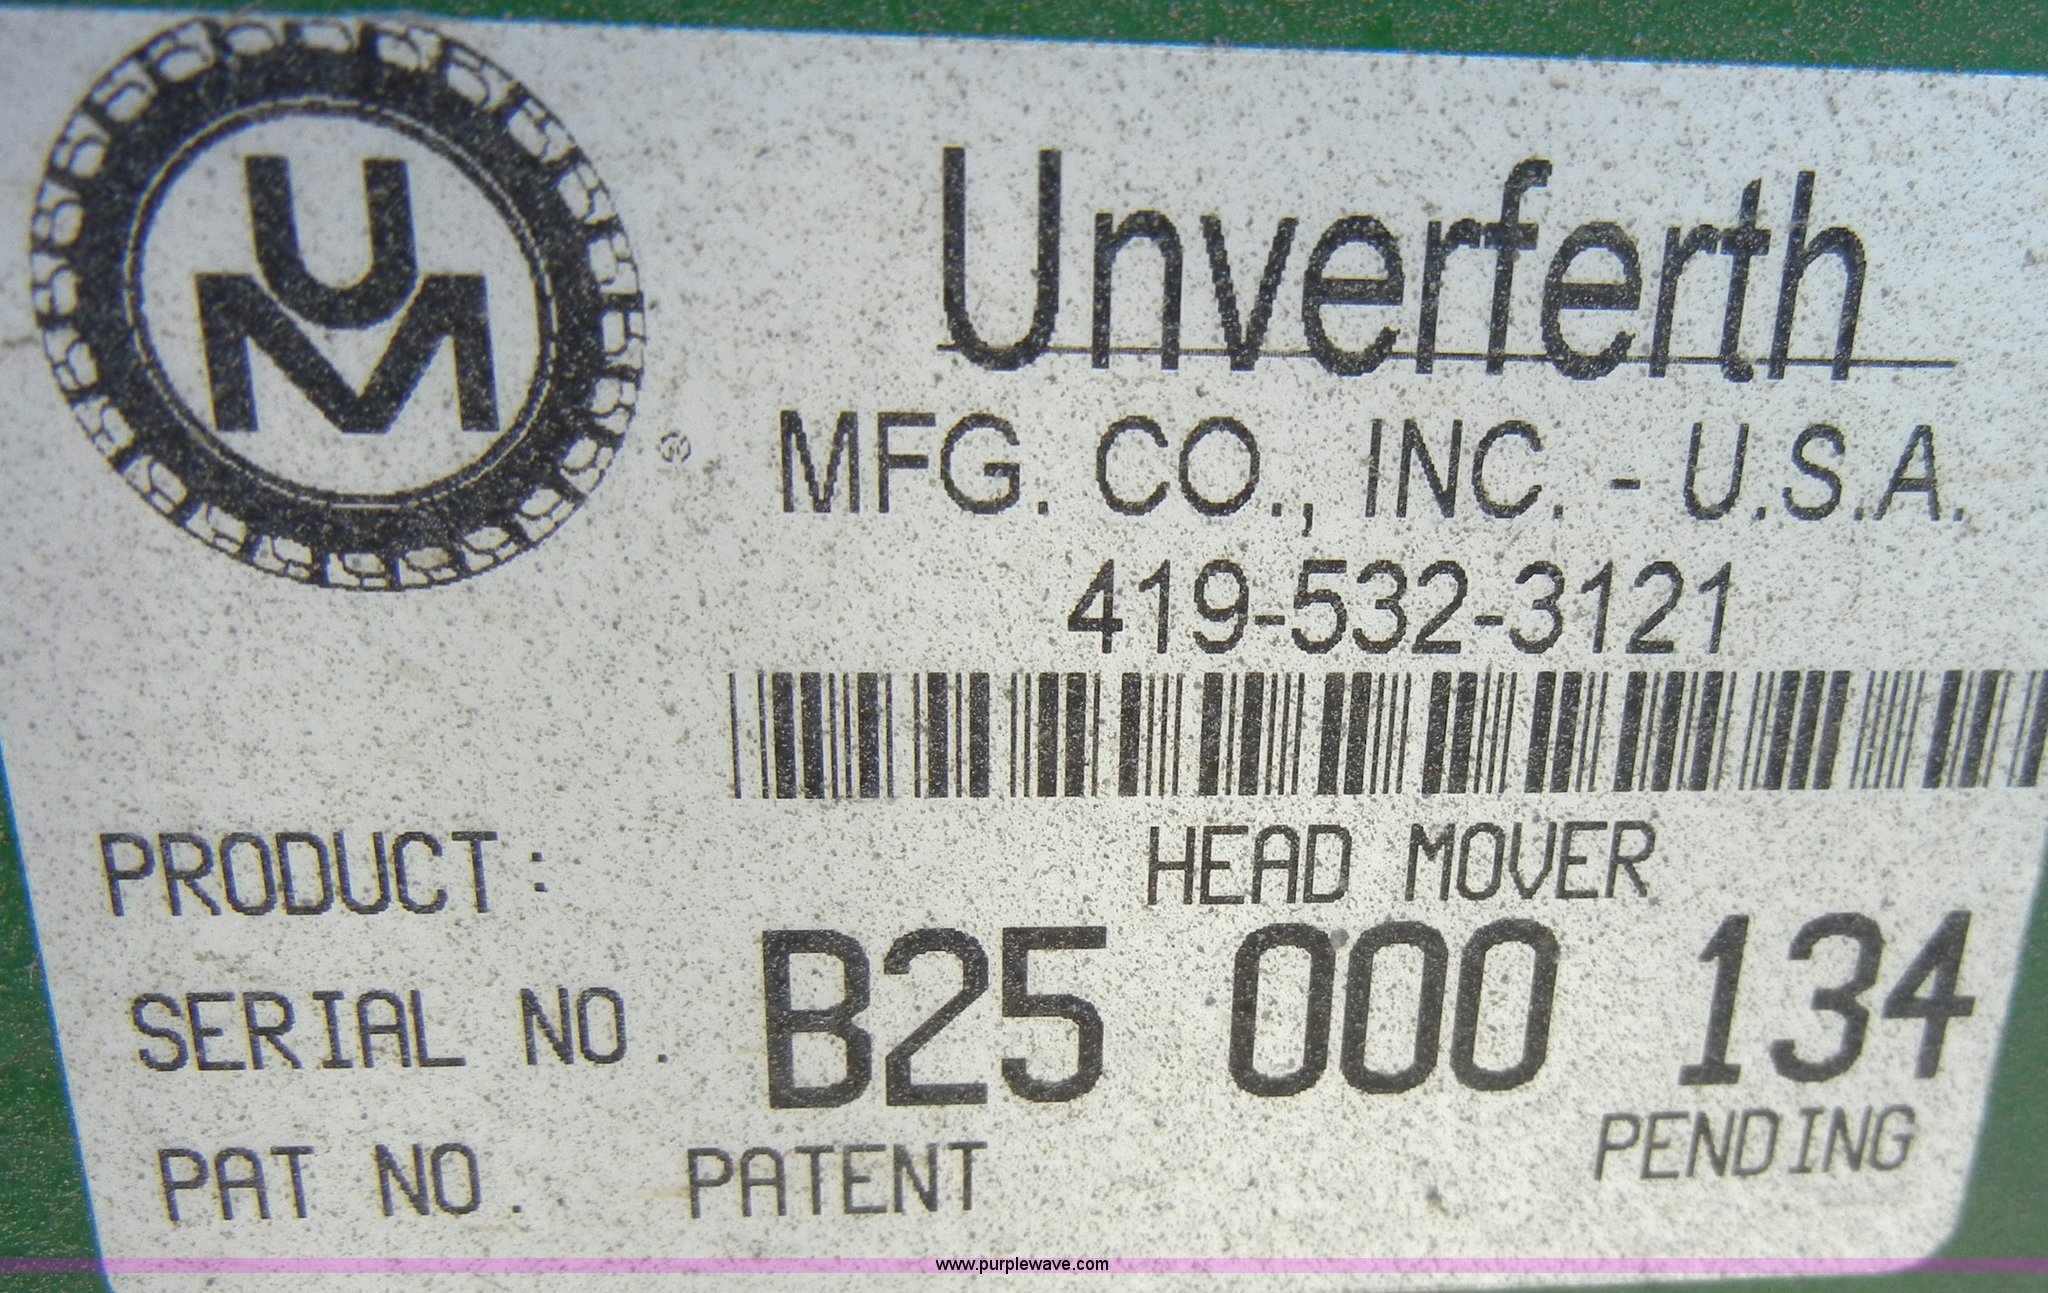 UM
®
Unverferth
MFG. CO., INC. - U.S.A.
419-532-3121
PRODUCT: HEAD MOVER
SERIAL NO. B25 000 134
PAT NO. PATENT PENDING
www.purplewave.com